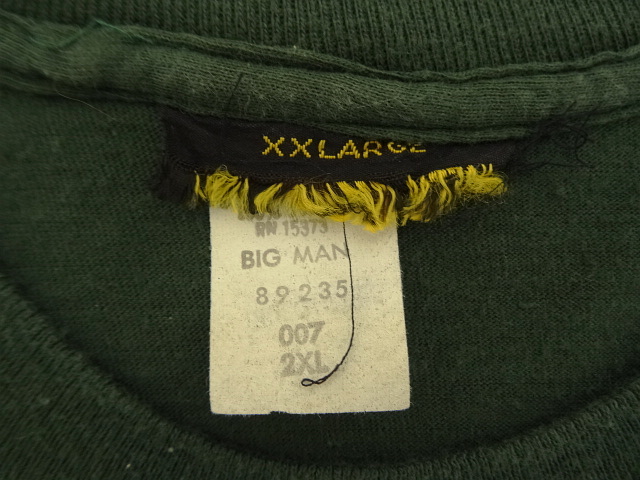 XXLARGE
RN 15373
BIG MAN
89235
007
2XL